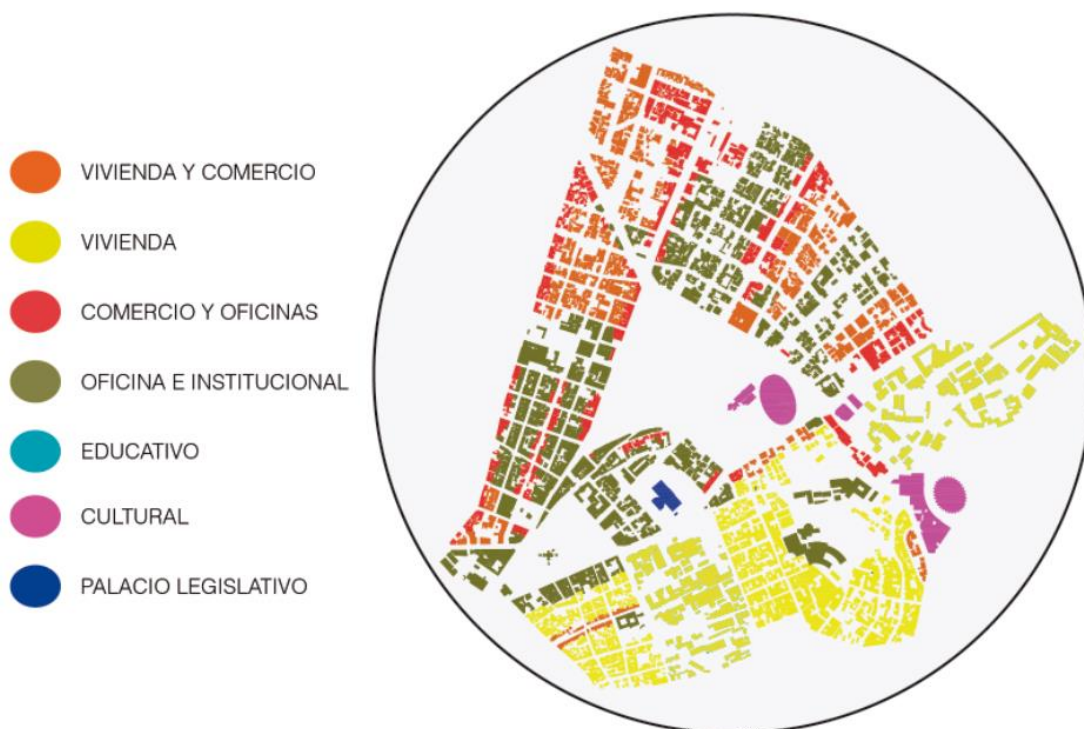 VIVIENDA Y COMERCIO
VIVIENDA
COMERCIO Y OFICINAS
OFICINA E INSTITUCIONAL
EDUCATIVO
CULTURAL
PALACIO LEGISLATIVO